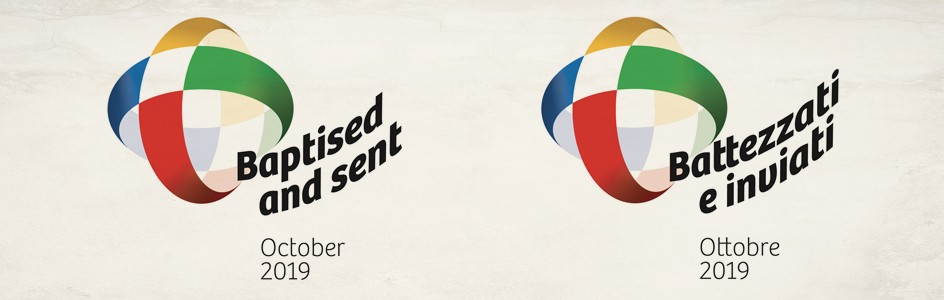 Baptised
and sent
October
2019
Battezzati
e inviati
Ottobre
2019